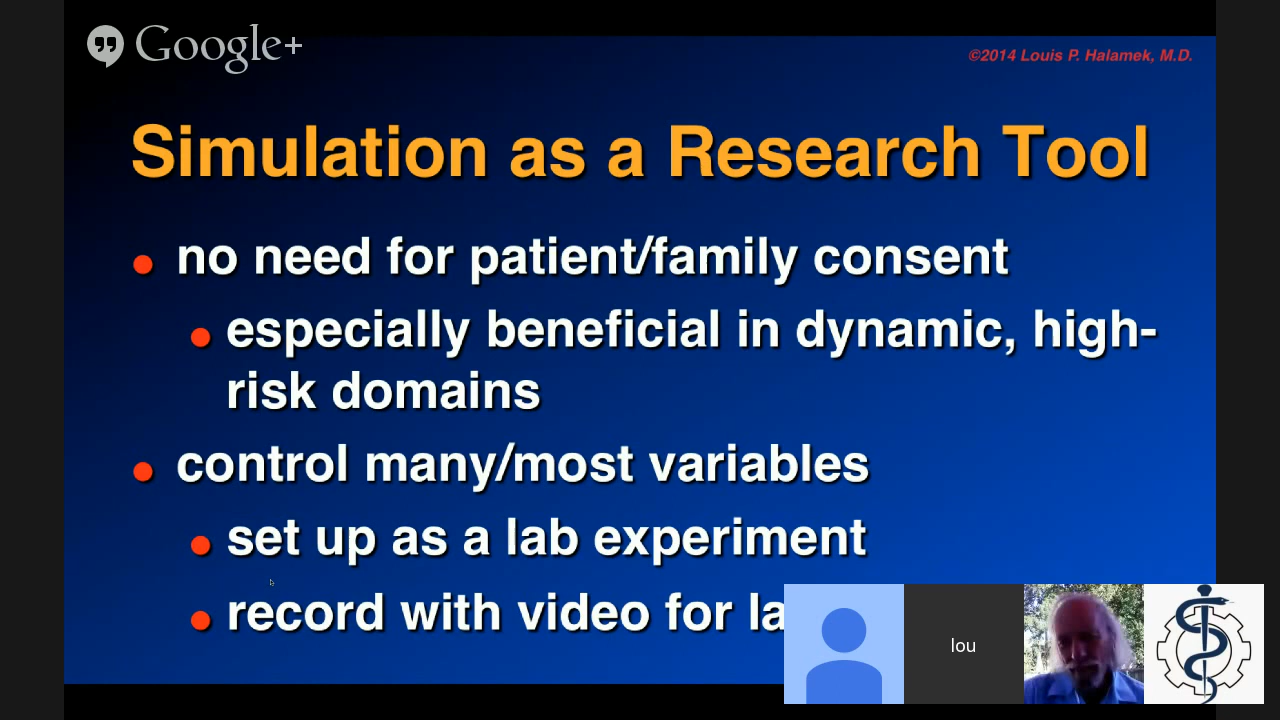 Google+
©2014 Louis P. Halamek, M.D.
Simulation as a Research Tool
• no need for patient/family consent
• especially beneficial in dynamic, high-
risk domains
• control many/most variables
• set up as a lab experiment
• record with video for
lou